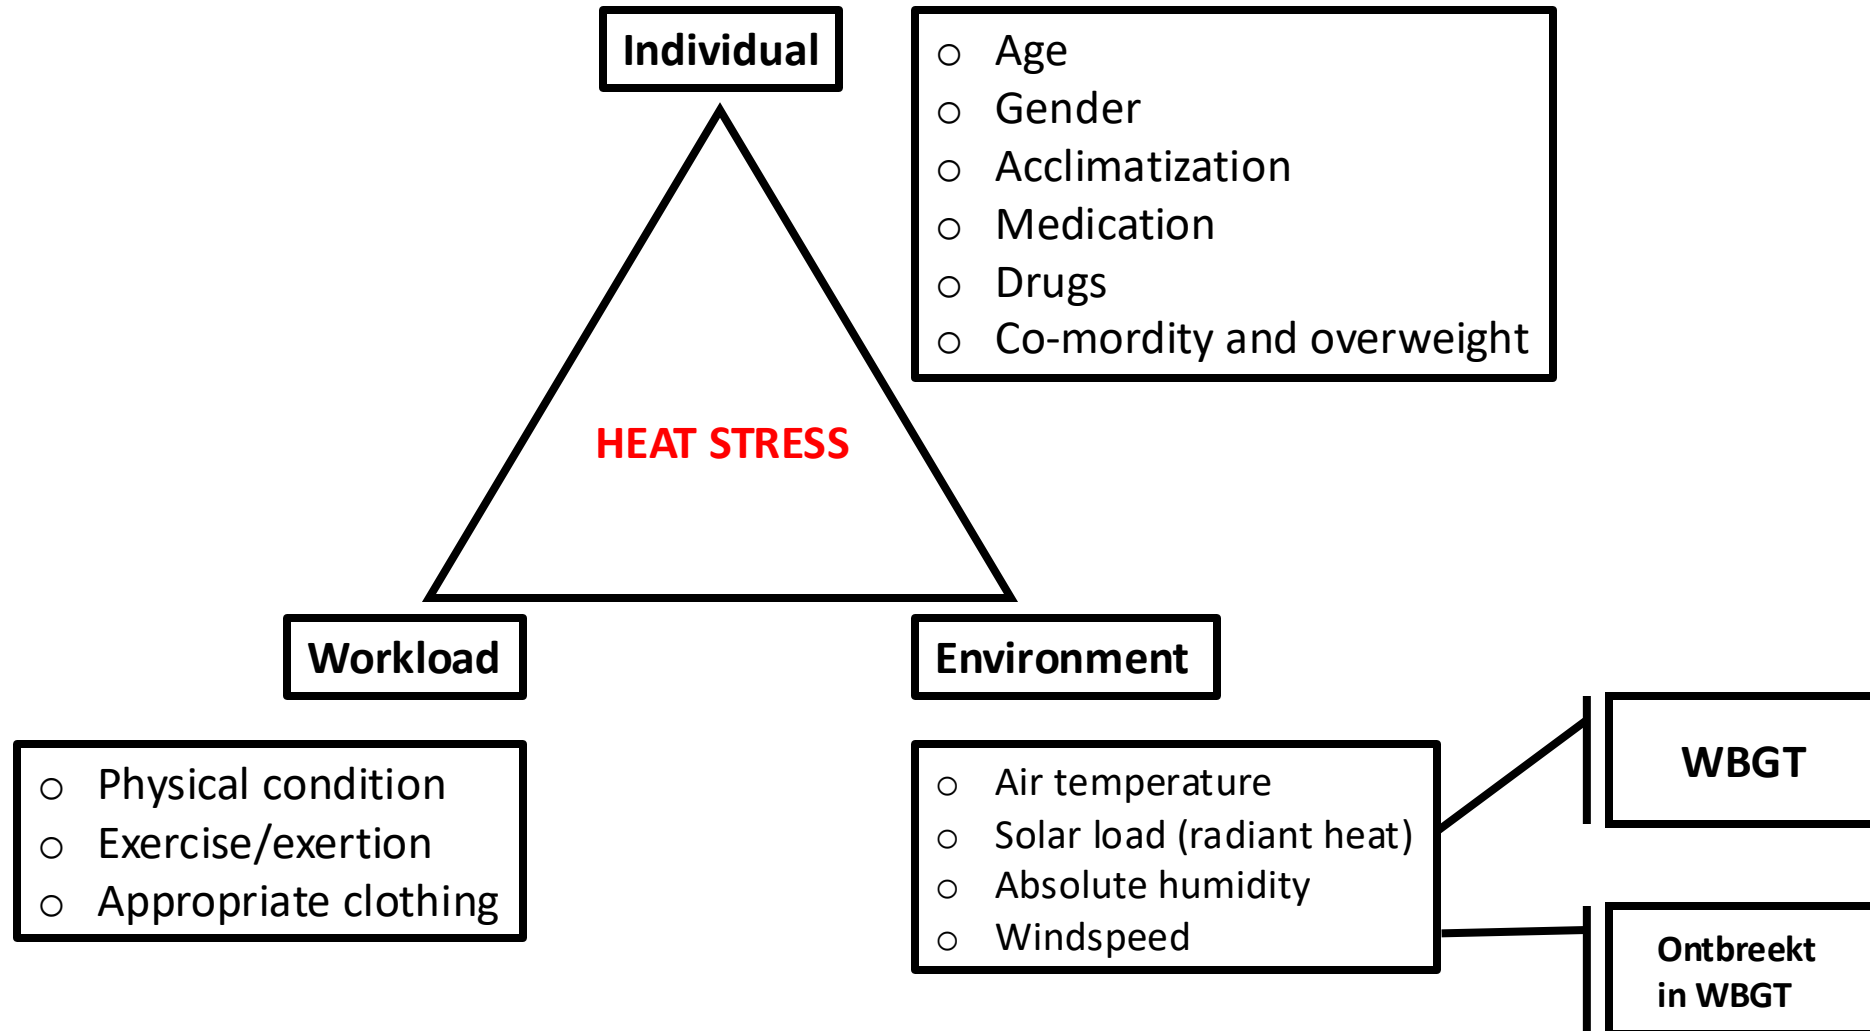 Individual
○ Age
○ Gender
○ Acclimatization
○ Medication
○ Drugs
○ Co-mordity and overweight
HEAT STRESS
Workload
○ Physical condition
○ Exercise/exertion
○ Appropriate clothing
Environment
○ Air temperature
○ Solar load (radiant heat)
○ Absolute humidity
○ Windspeed
WBGT
Ontbreekt
in WBGT